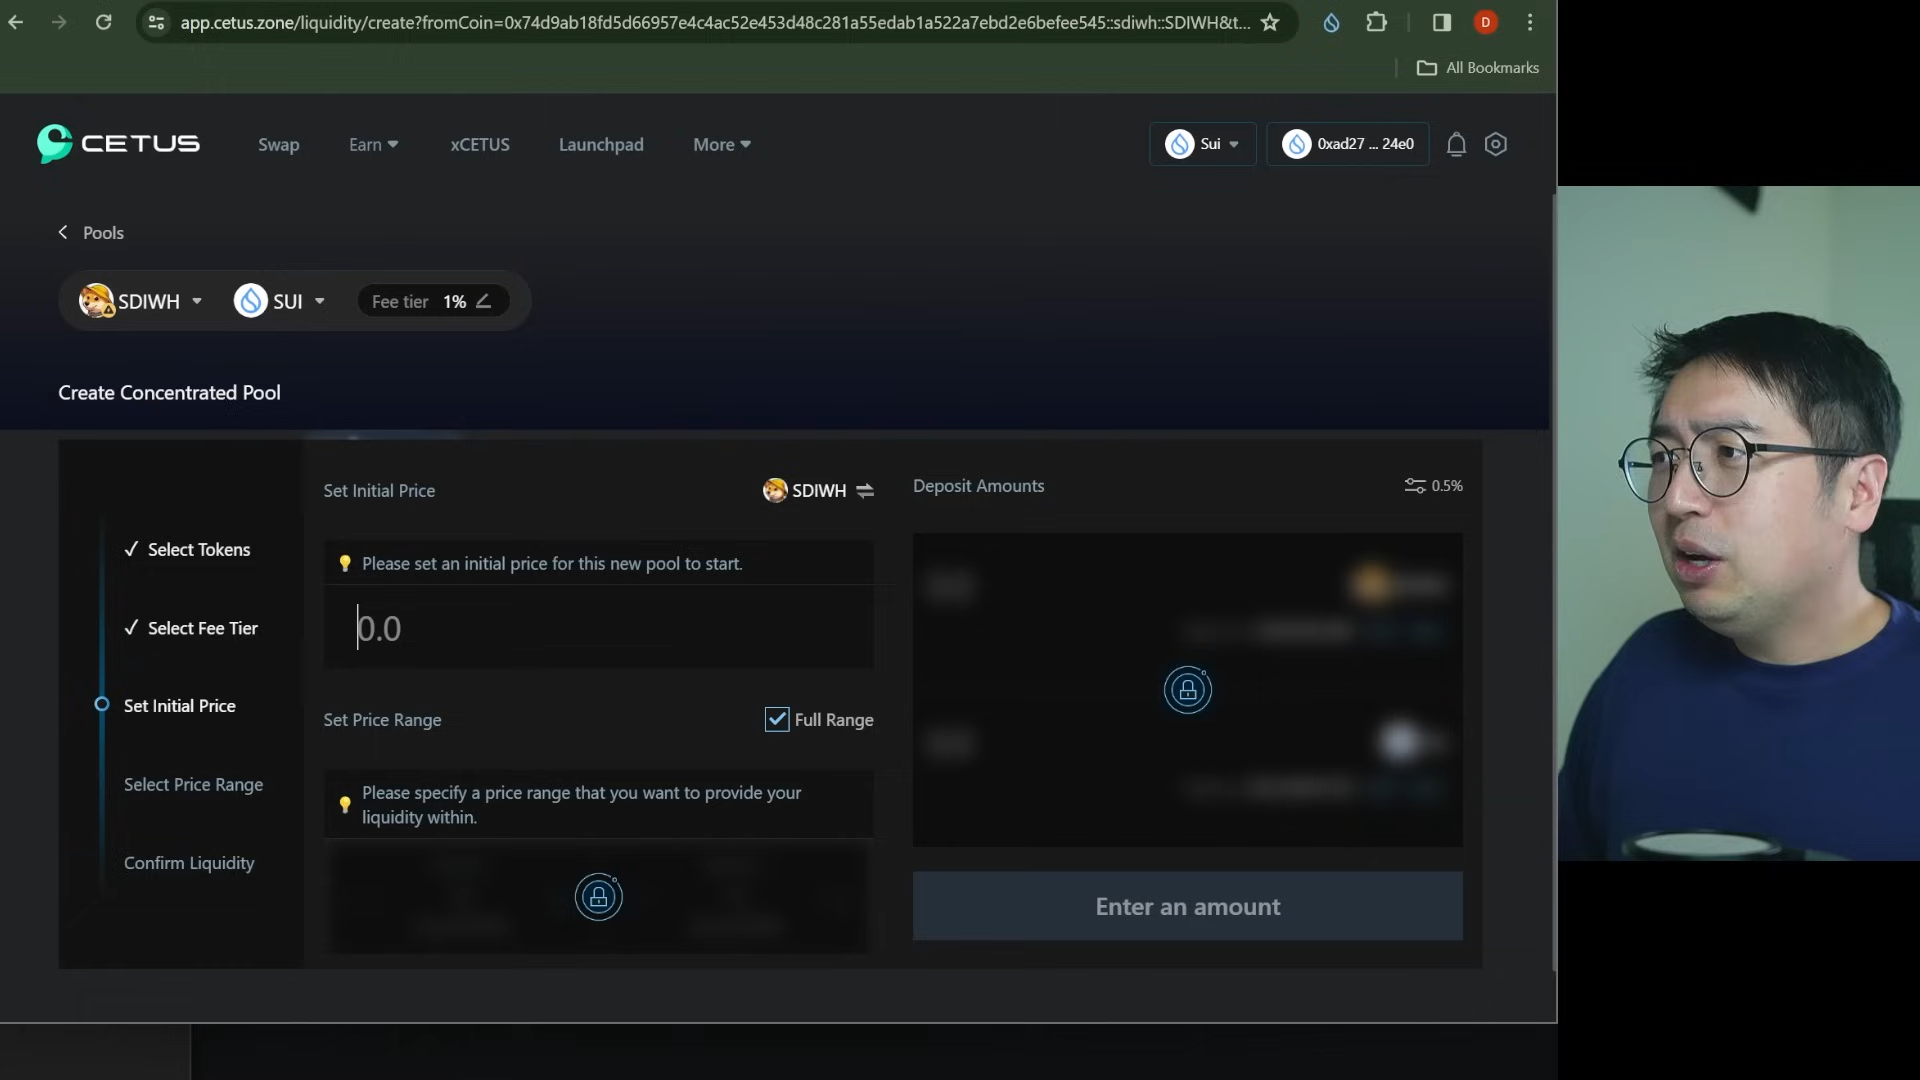 app.cetus.zone/liquidity/create?fromCoin=0x74d9ab18fd5d66957e4c4ac52e453d48c281a55edab1a522a7ebd2e6befee545::sdiwh::SDIWH&t...
D
All Bookmarks
CETUS
Swap
Earn
xCETUS
Launchpad
More
Sui
0xad27 ... 24e0
Pools
SDIWH
SUI
Fee tier 1%
Create Concentrated Pool
Select Tokens
Select Fee Tier
Set Initial Price
Select Price Range
Confirm Liquidity
Set Initial Price
SDIWH
Please set an initial price for this new pool to start.
0.0
Set Price Range
Full Range
Please specify a price range that you want to provide your
liquidity within.
Deposit Amounts
0.5%
Enter an amount